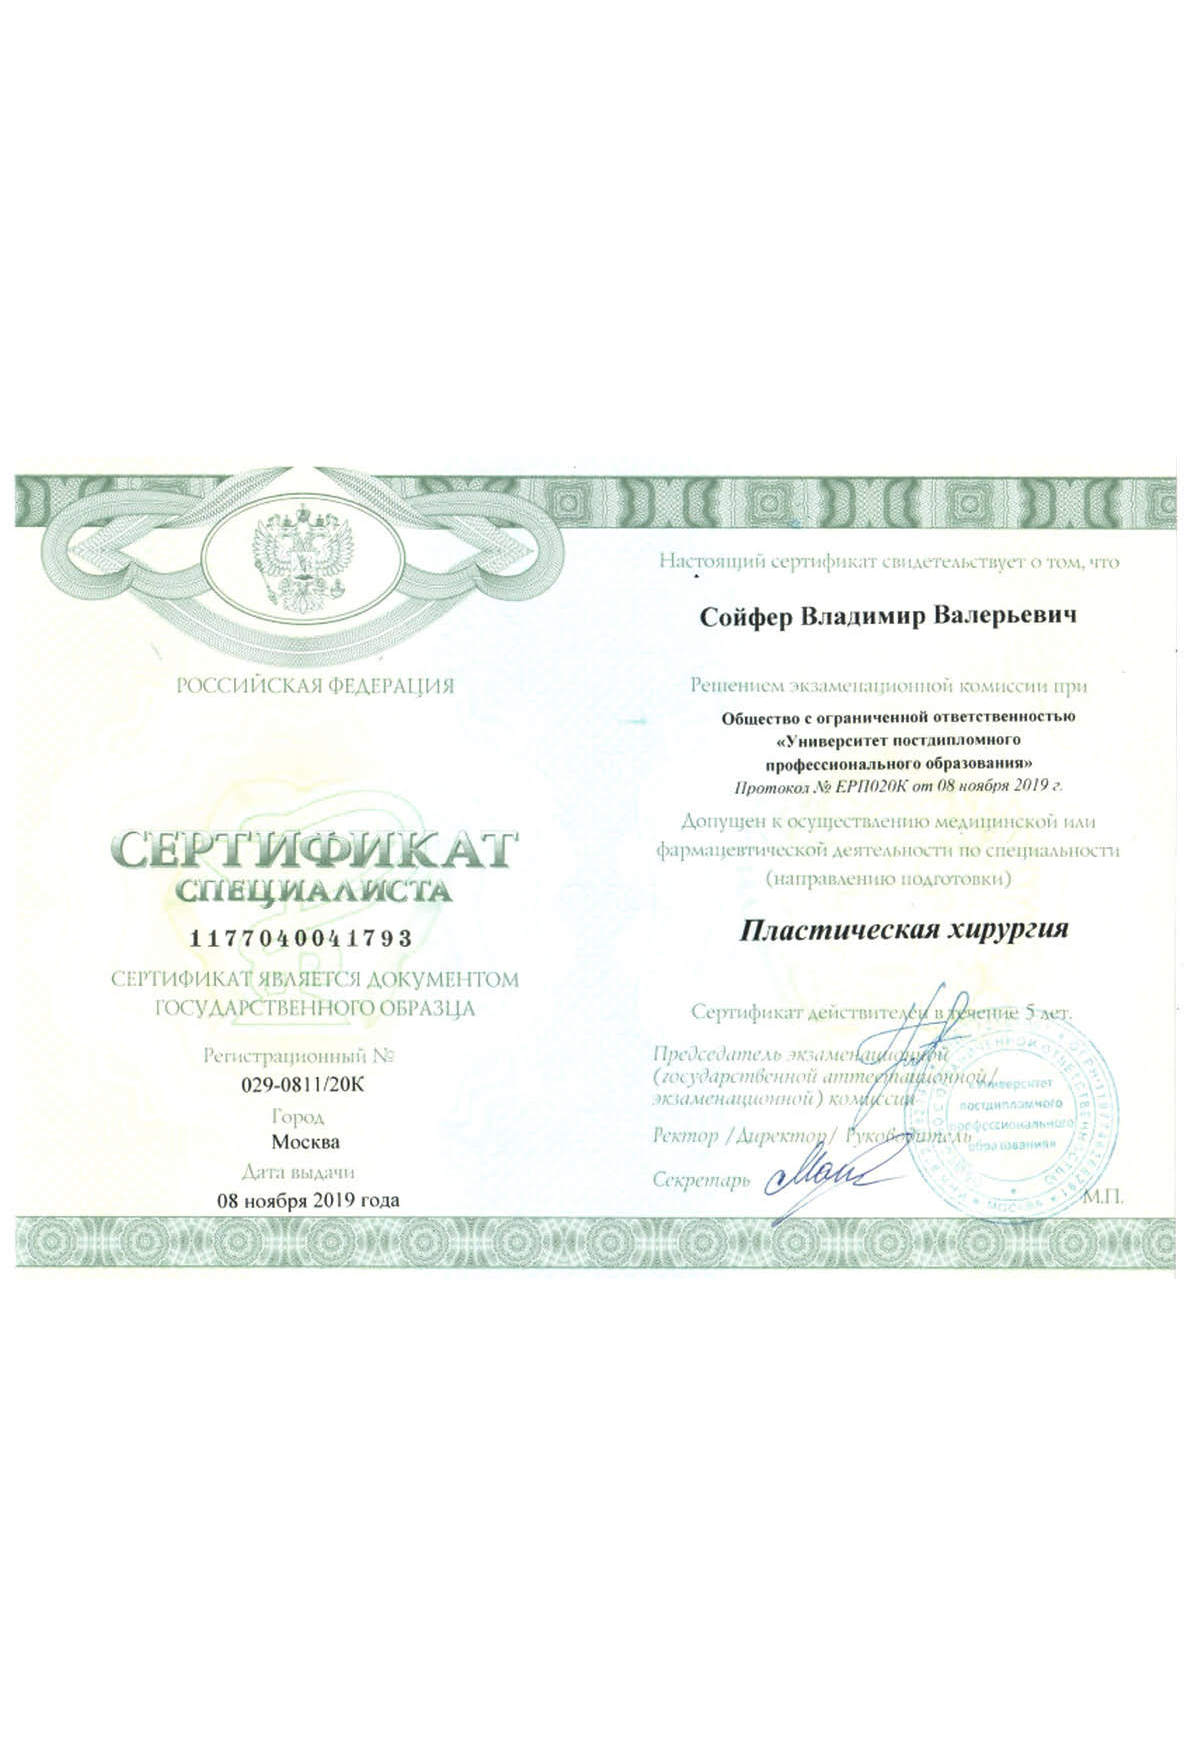 РОССИЙСКАЯ ФЕДЕРАЦИЯ
СЕРТИФИКАТ
СПЕЦИАЛИСТА
1177040041793
СЕРТИФИКАТ ЯВЛЯЕТСЯ ДОКУМЕНТОМ
ГОСУДАРСТВЕННОГО ОБРАЗЦА
Регистрационный №
029-0811/20К
Город
Москва
Дата выдачи
08 ноября 2019 года
Настоящий сертификат свидетельствует о том, что
Сойфер Владимир Валерьевич
Решением экзаменационной комиссии при
Общество с ограниченной ответственностью
«Университет постдипломного
профессионального образования»
Протокол № ЕРП020К от 08 ноября 2019 г.
Допущен к осуществлению медицинской или
фармацевтической деятельности по специальности
(направлению подготовки)
Пластическая хирургия
Сертификат действителен в течение 5 лет.
Председатель экзаменационной
(государственной аттестационной/
экзаменационной) комиссии
Ректор /Директор/ Руководитель
Секретарь
М.П.
«Университет
постдипломного
профессионального
образования»
МОСКВА